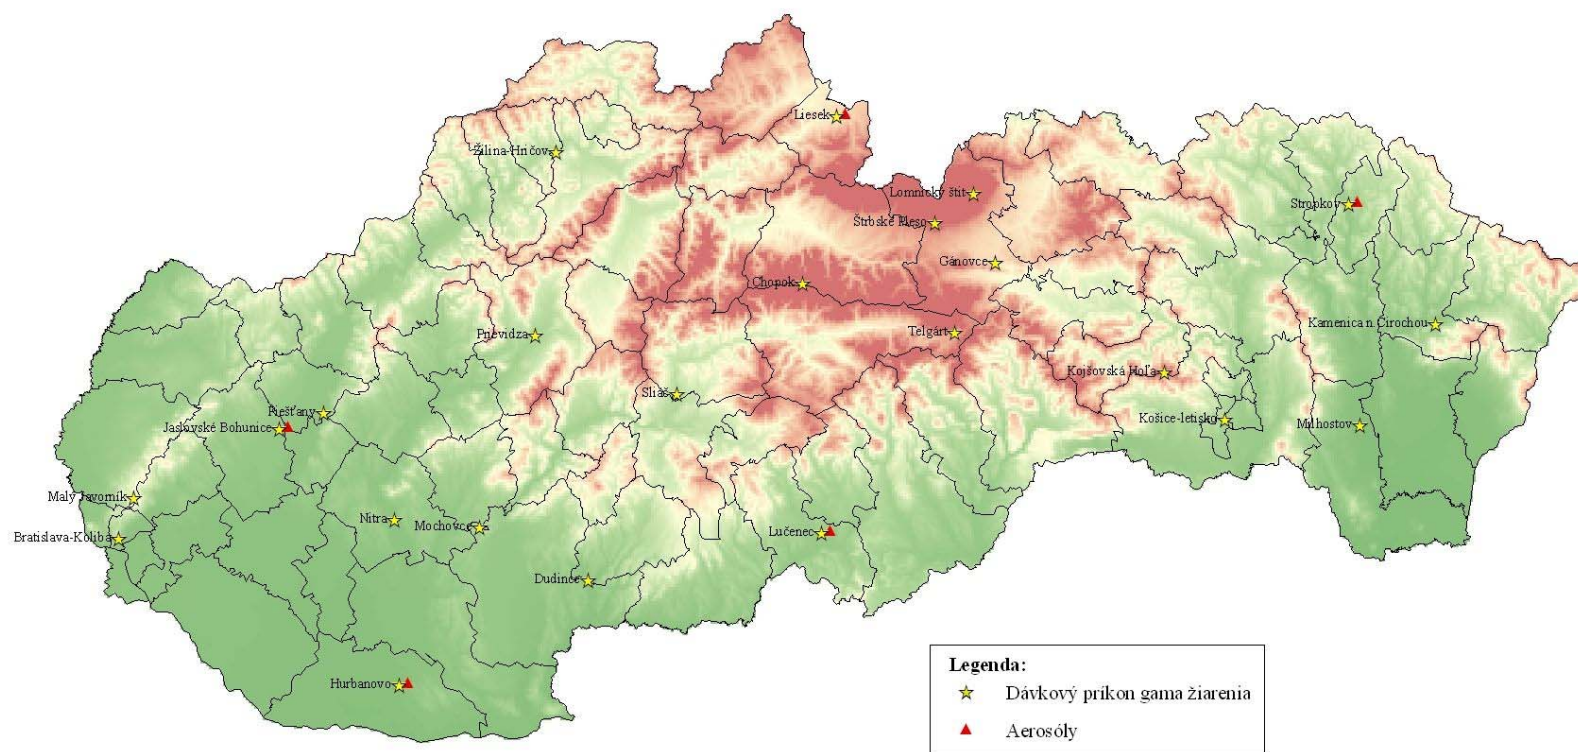 Liesek
Žilina-Hričov
Lomnický štít
Stropkov
Štrbské Pleso
Gánovce
Chopok
Kamenica n. Cirochou
Prievidza
Telgárt
Kojšovská Hoľa
Sliač
Piešťany
Košice-letisko
Milhostov
Jaslovské Bohunice
Malý Javorník
Nitra
Mochovce
Lučenec
Bratislava-Koliba
Dudince
Hurbanovo
Legenda:
Dávkový príkon gama žiarenia
Aerosóly